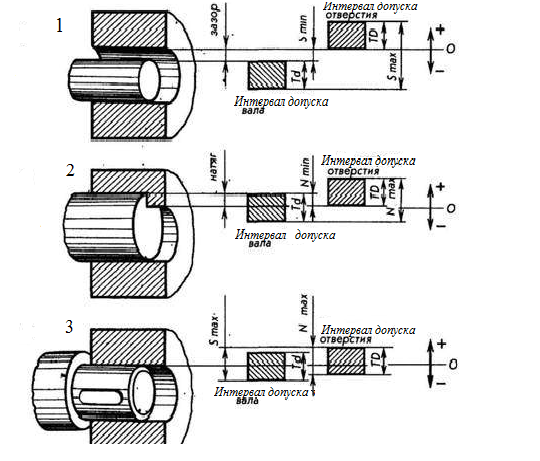 1
зазор
S min
Интервал допуска
отверстия
TD
S max
+
0
−
Td
Интервал допуска
вала
2
натяг
N min
Интервал допуска
отверстия
TD
N max
+
0
−
Td
Интервал допуска
вала
3
S max
N max
Интервал допуска
отверстия
TD
+
0
−
Td
Интервал допуска
вала